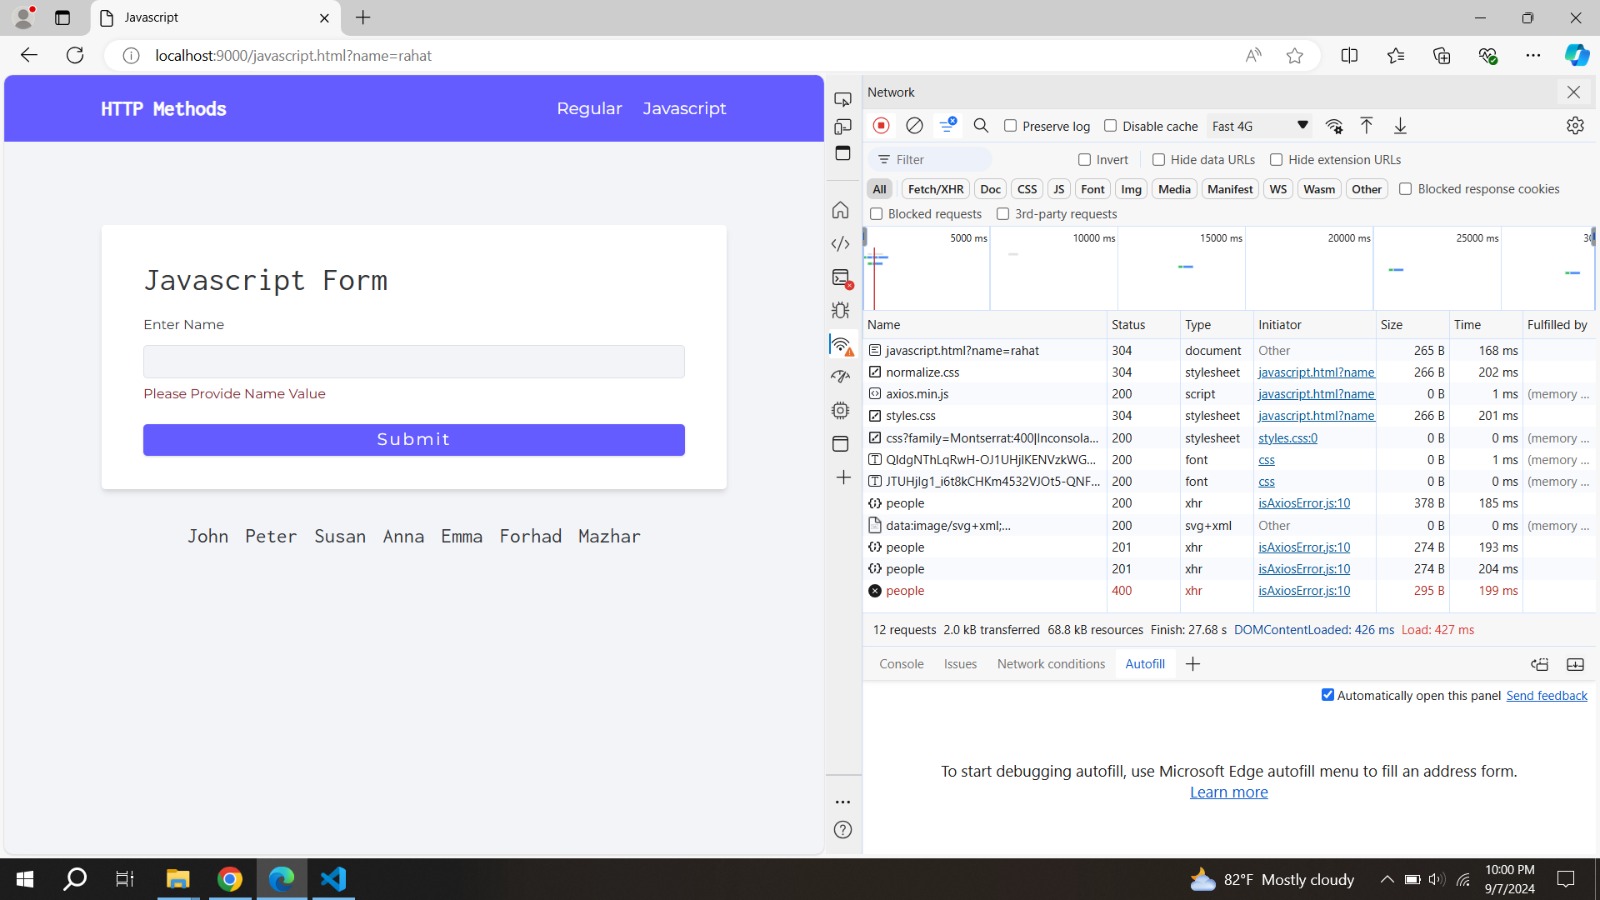 Javascript
localhost:9000/javascript.html?name=rahat
HTTP Methods
Regular Javascript
Javascript Form
Enter Name
Please Provide Name Value
Submit
John Peter Susan Anna Emma Forhad Mazhar
Network
Preserve log Disable cache Fast 4G
Filter Invert Hide data URLs Hide extension URLs
All Fetch/XHR Doc CSS JS Font Img Media Manifest WS Wasm Other Blocked response cookies
Blocked requests 3rd-party requests
5000 ms 10000 ms 15000 ms 20000 ms 25000 ms
Name Status Type Initiator Size Time Fulfilled by
javascript.html?name=rahat 304 document Other 265 B 168 ms
normalize.css 304 stylesheet javascript.html?name 266 B 202 ms
axios.min.js 200 script javascript.html?name 0 B 1 ms (memory ...
styles.css 304 stylesheet javascript.html?name 266 B 201 ms
css?family=Montserrat:400|Inconsola... 200 stylesheet styles.css:0 0 B 0 ms (memory ...
QldgNThLqRwH-OJ1UHjlKENVzkWG... 200 font css 0 B 1 ms (memory ...
JTUHjIg1_i6t8kCHKm4532VJOt5-QNF... 200 font css 0 B 0 ms (memory ...
people 200 xhr isAxiosError.js:10 378 B 185 ms
data:image/svg+xml;... 200 svg+xml Other 0 B 0 ms (memory ...
people 201 xhr isAxiosError.js:10 274 B 193 ms
people 201 xhr isAxiosError.js:10 274 B 204 ms
people 400 xhr isAxiosError.js:10 295 B 199 ms
12 requests 2.0 kB transferred 68.8 kB resources Finish: 27.68 s DOMContentLoaded: 426 ms Load: 427 ms
Console Issues Network conditions Autofill
Automatically open this panel Send feedback
To start debugging autofill, use Microsoft Edge autofill menu to fill an address form.
Learn more
82°F Mostly cloudy
10:00 PM
9/7/2024